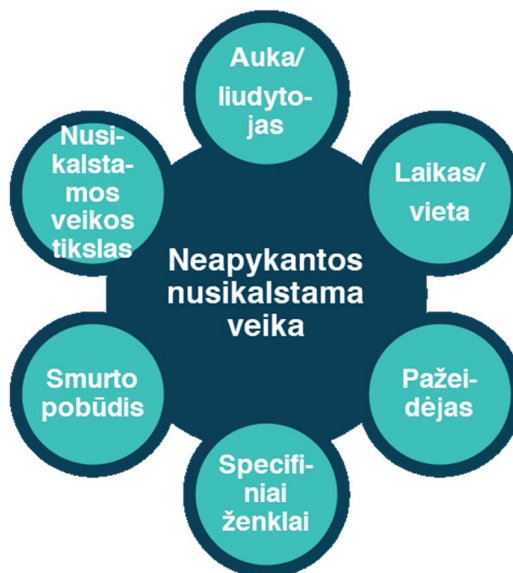 Auka/
liudyto-
jas
Laikas/
vieta
Pažei-
dėjas
Specifi-
niai
ženklai
Smurto
pobūdis
Nusi-
kalsta-
mos
veikos
tikslas
Neapykantos
nusikalstama
veika